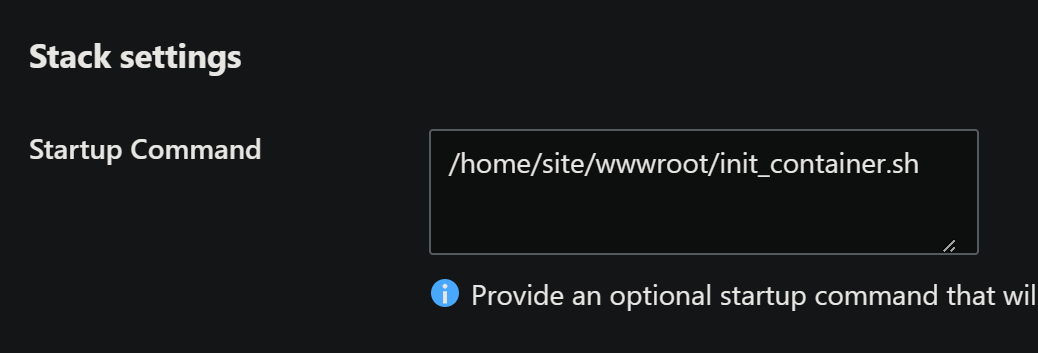 Stack settings
Startup Command
/home/site/wwwroot/init_container.sh
Provide an optional startup command that wil